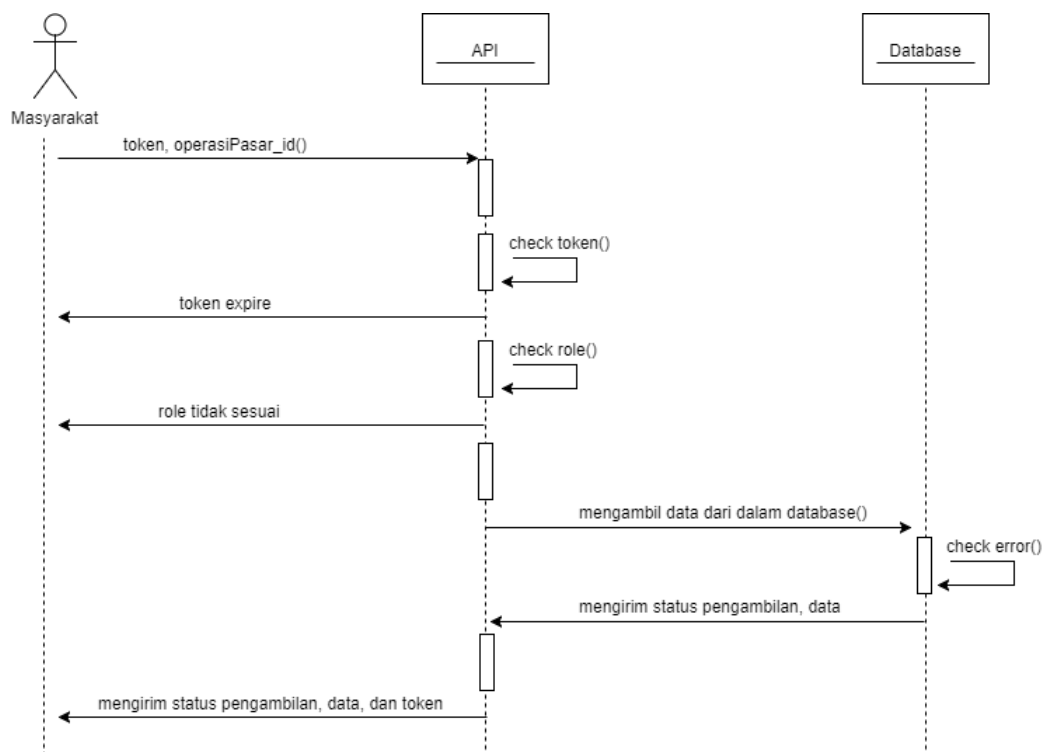 API
Database
Masyarakat
token, operasiPasar_id()
check token()
token expire
check role()
role tidak sesuai
mengambil data dari dalam database()
check error()
mengirim status pengambilan, data
mengirim status pengambilan, data, dan token